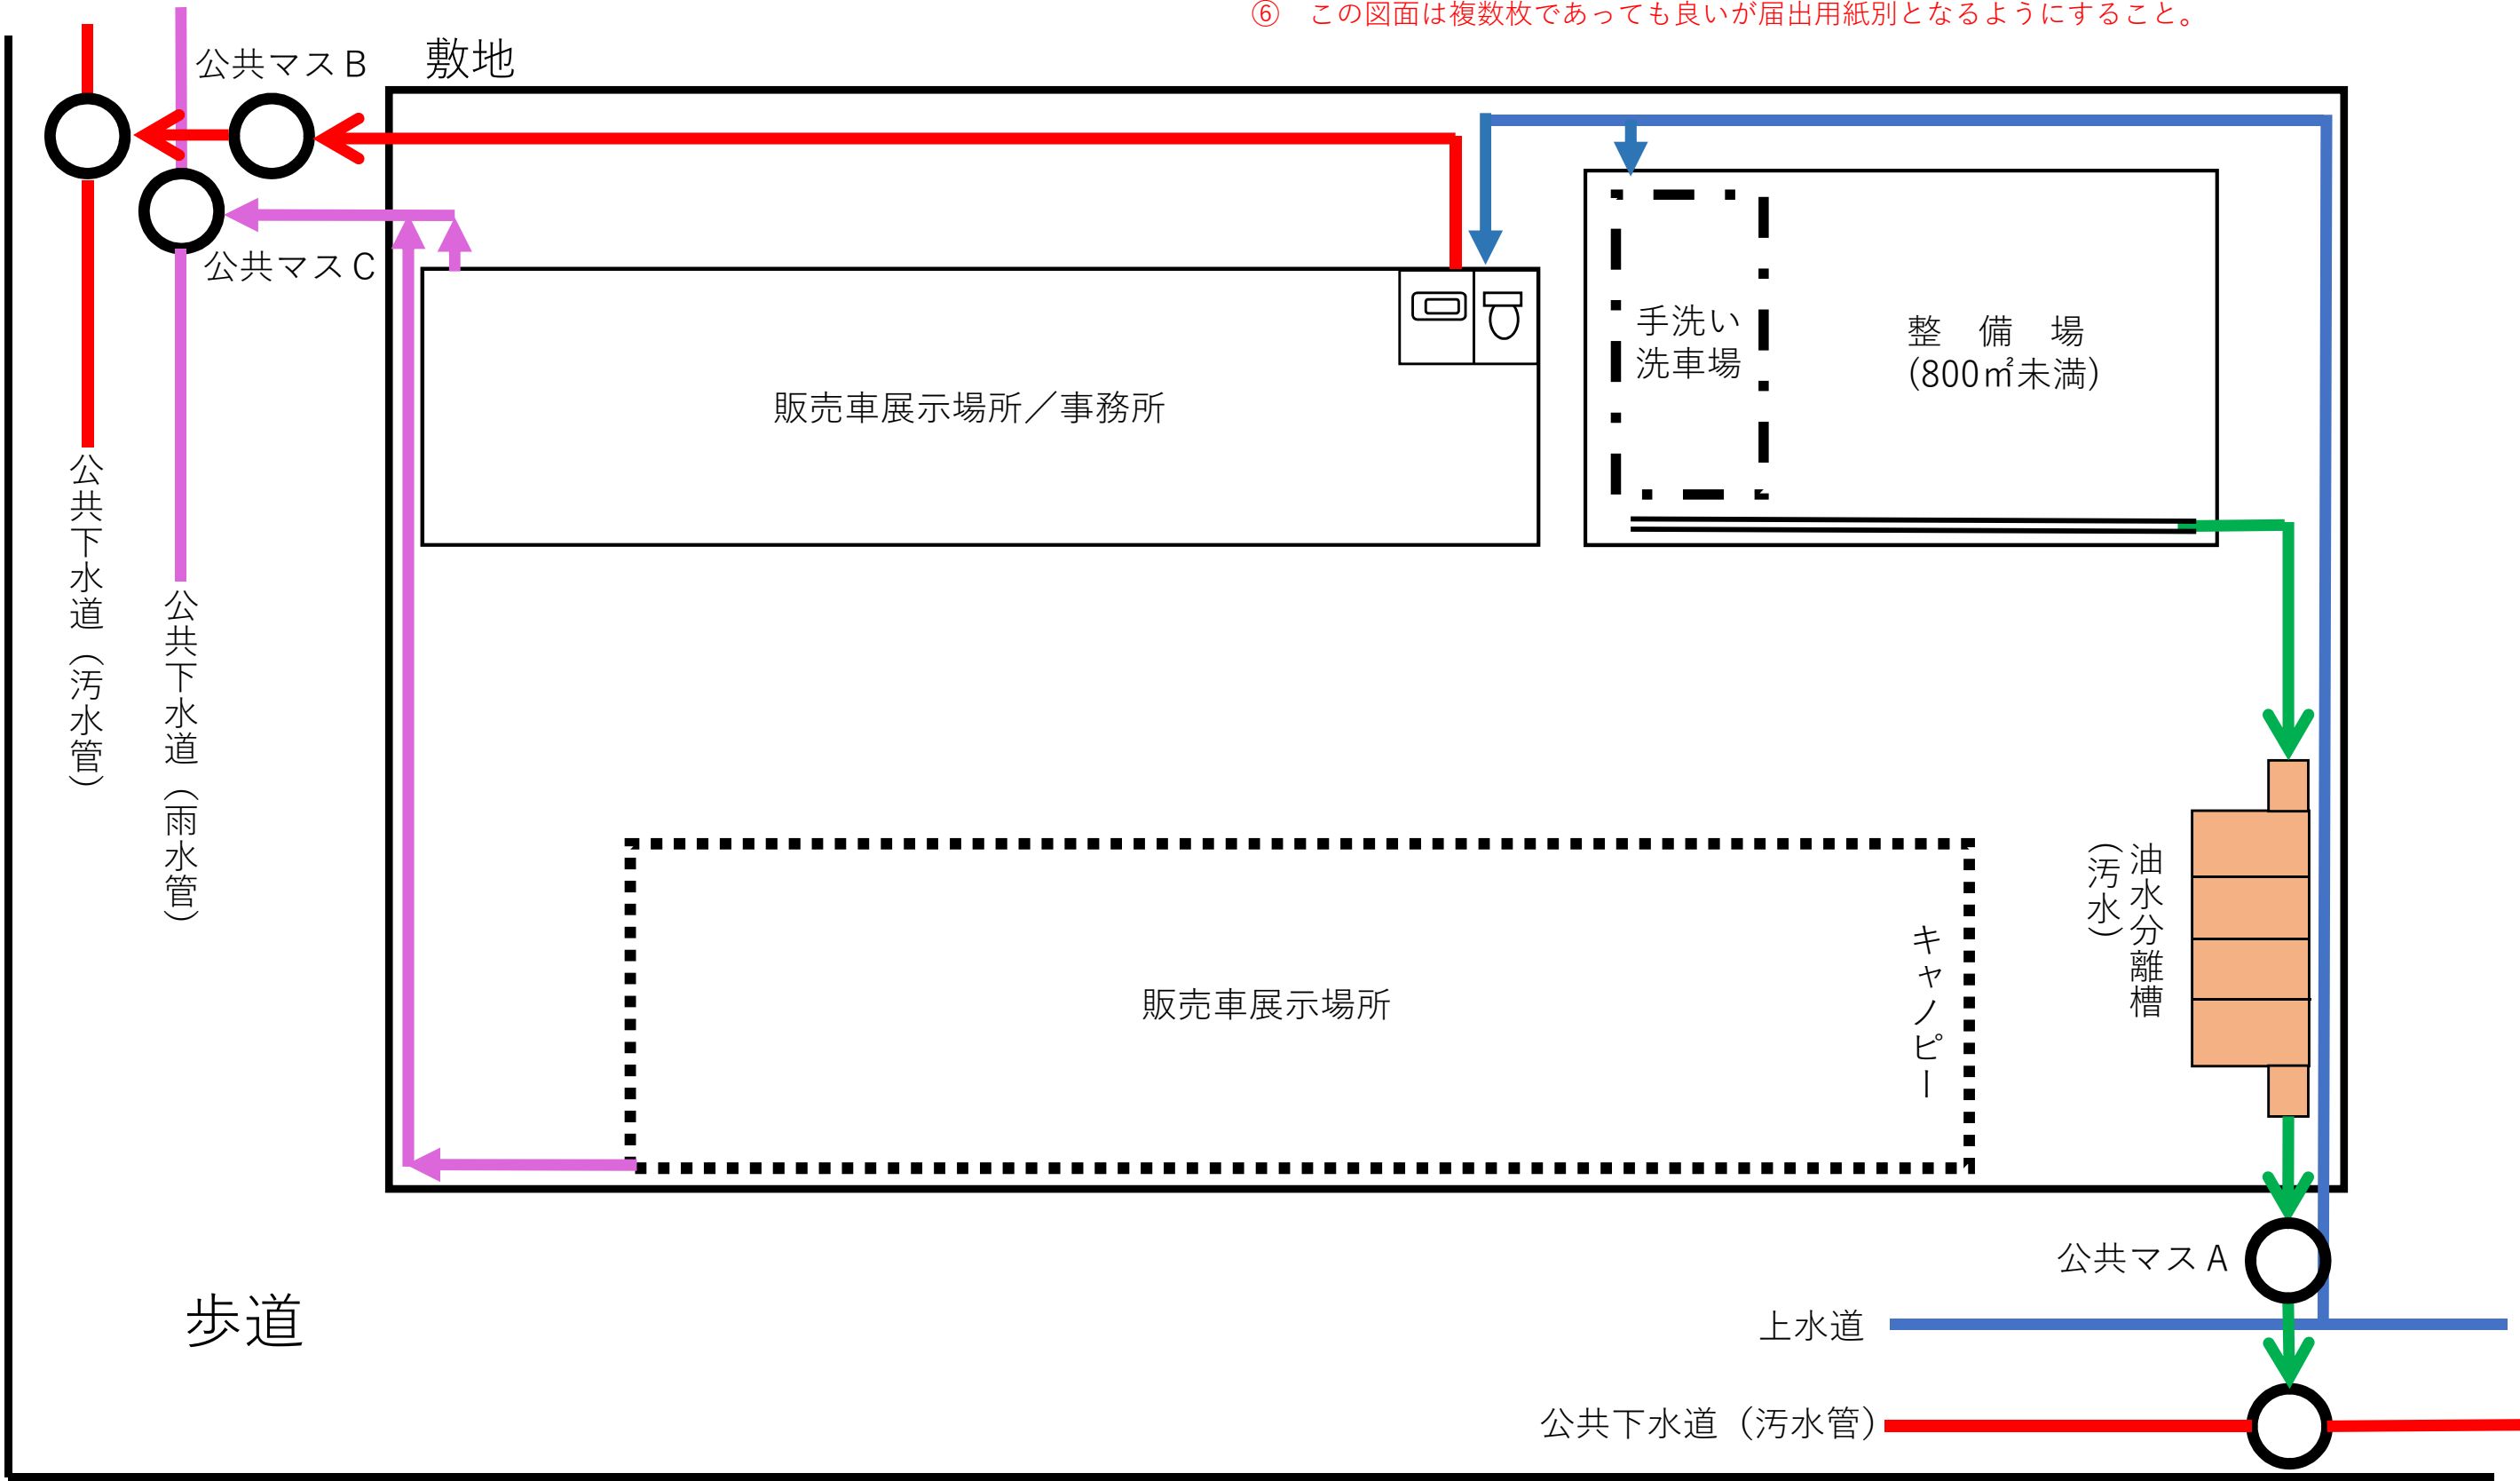 ⑥　この図面は複数枚であっても良いが届出用紙別となるようにすること。
公共マスB
敷地
公共マスC
手洗い
洗車場
整　備　場
（800㎡未満）
販売車展示場所／事務所
公共下水道（汚水管）
公共下水道（雨水管）
油水分離槽
（汚水）
キャノピー
販売車展示場所
公共マスA
歩道
上水道
公共下水道（汚水管）